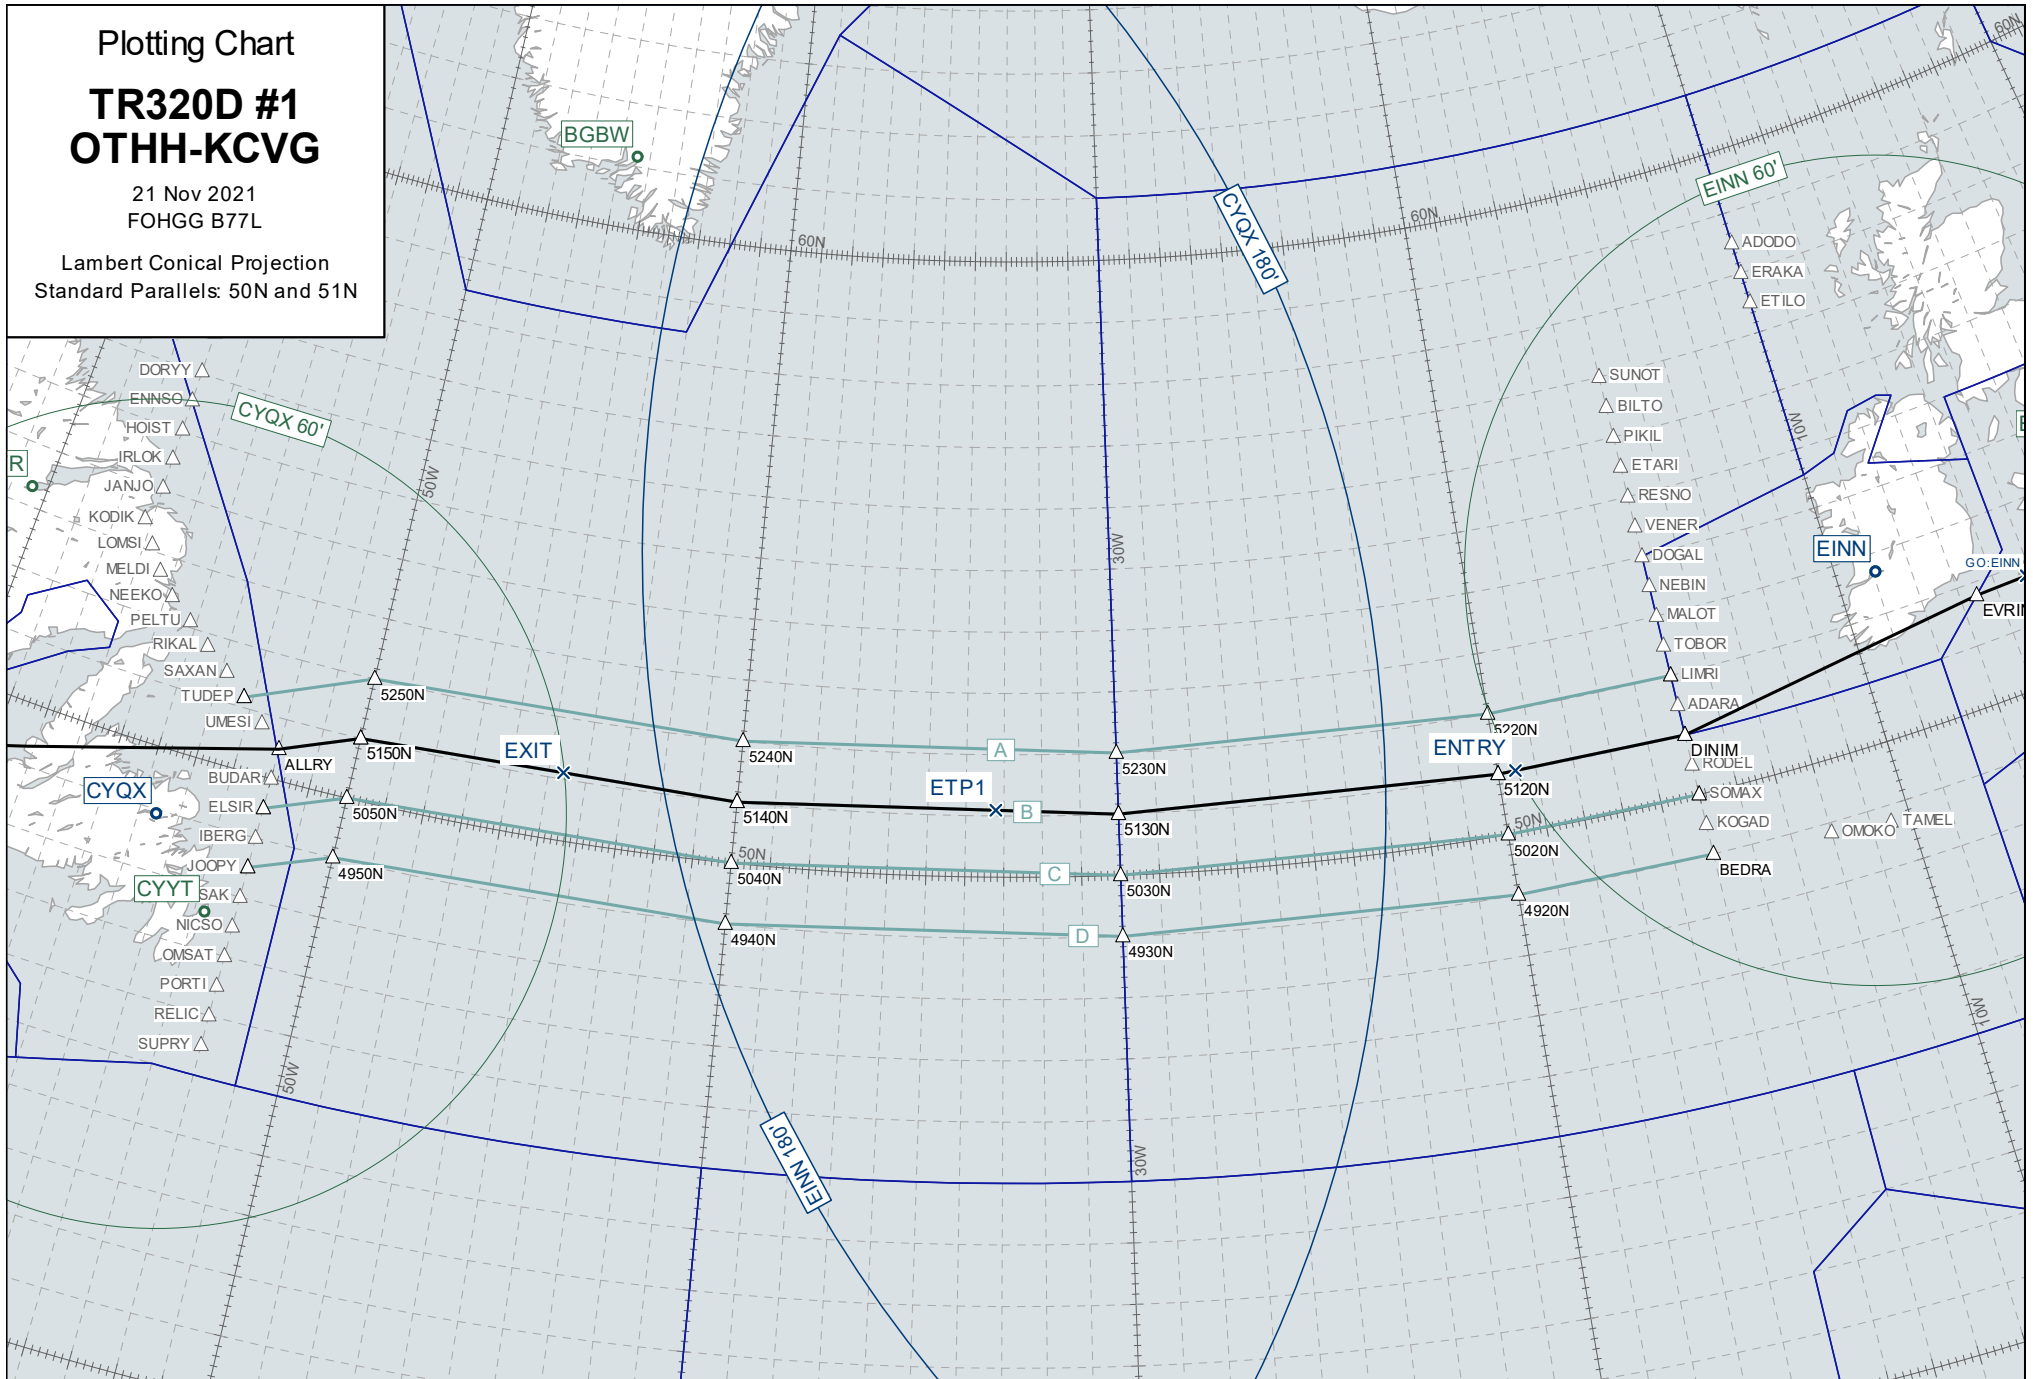 Plotting Chart
TR320D #1
OTHH-KCVG
21 Nov 2021
FOHGG B77L
Lambert Conical Projection
Standard Parallels: 50N and 51N
60N
BGBW
EINN 60'
60N
60N
CYQX 180'
ADODO
ERAKA
ETILO
DORYY
ENNSO
CYQX 60'
HOIST
IRLOK
R
JANJO
KODIK
LOMSI
MELDI
NEEKO
PELTU
RIKAL
SAXAN
TUDEP
UMESI
50W
30W
SUNOT
BILTO
PIKIL
ETARI
RESNO
VENER
DOGAL
NEBIN
MALOT
TOBOR
LIMRI
ADARA
10W
EINN
GO:EINN
EVRIN
5250N
5240N
A
5230N
5220N
ALLRY
5150N
EXIT
5140N
ETP1
B
5130N
ENTRY
5120N
DINIM
RODEL
BUDAR
CYQX
ELSIR
5050N
50N
5040N
C
5030N
50N
5020N
SOMAX
KOGAD
OMOKO
TAMEL
IBERG
JOOPY
4950N
CYYT
SAK
NICSO
4940N
D
4930N
4920N
BEDRA
OMSAT
PORTI
RELIC
SUPRY
50W
EINN 180'
30W
10W